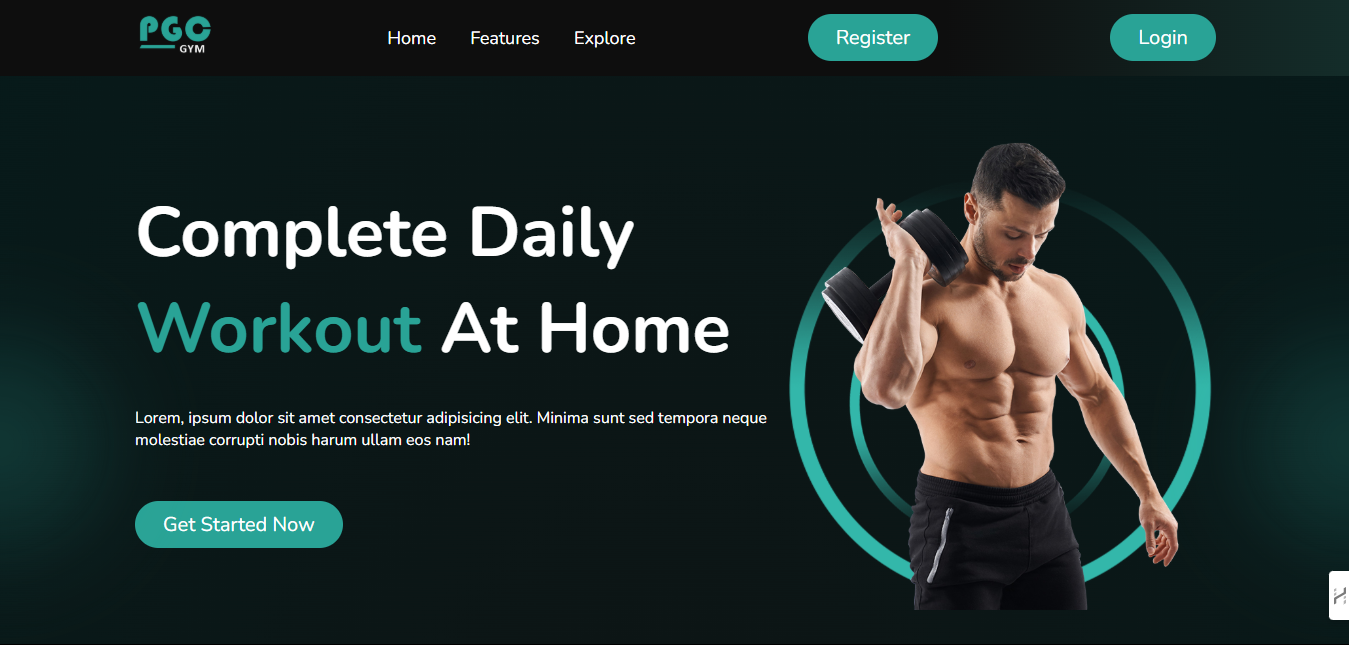 PGC
GYM
Home Features Explore Register Login
Complete Daily
Workout At Home
Lorem, ipsum dolor sit amet consectetur adipisicing elit. Minima sunt sed tempora neque
molestiae corrupti nobis harum ullam eos nam!
Get Started Now